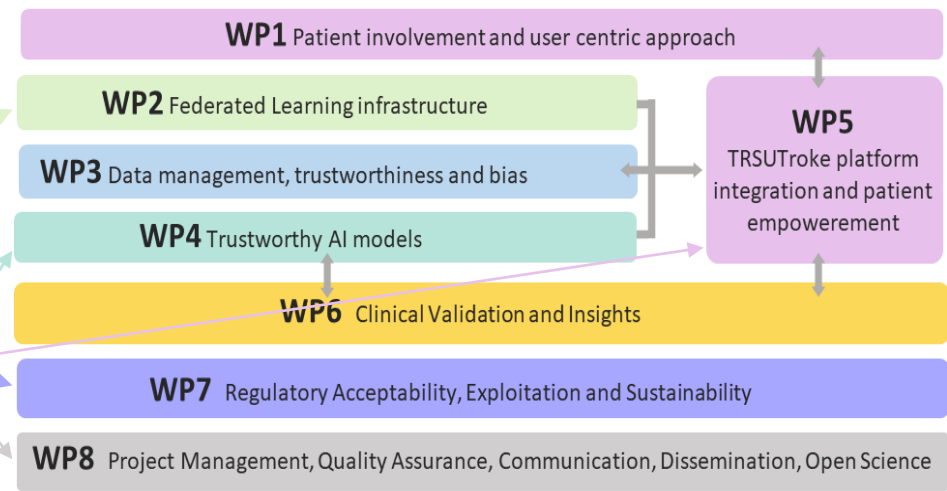 WP1 Patient involvement and user centric approach
WP2 Federated Learning infrastructure
WP3 Data management, trustworthiness and bias
WP4 Trustworthy AI models
WP5
TRSUTroke platform
integration and patient
empowerement
WP6 Clinical Validation and Insights
WP7 Regulatory Acceptability, Exploitation and Sustainability
WP8 Project Management, Quality Assurance, Communication, Dissemination, Open Science